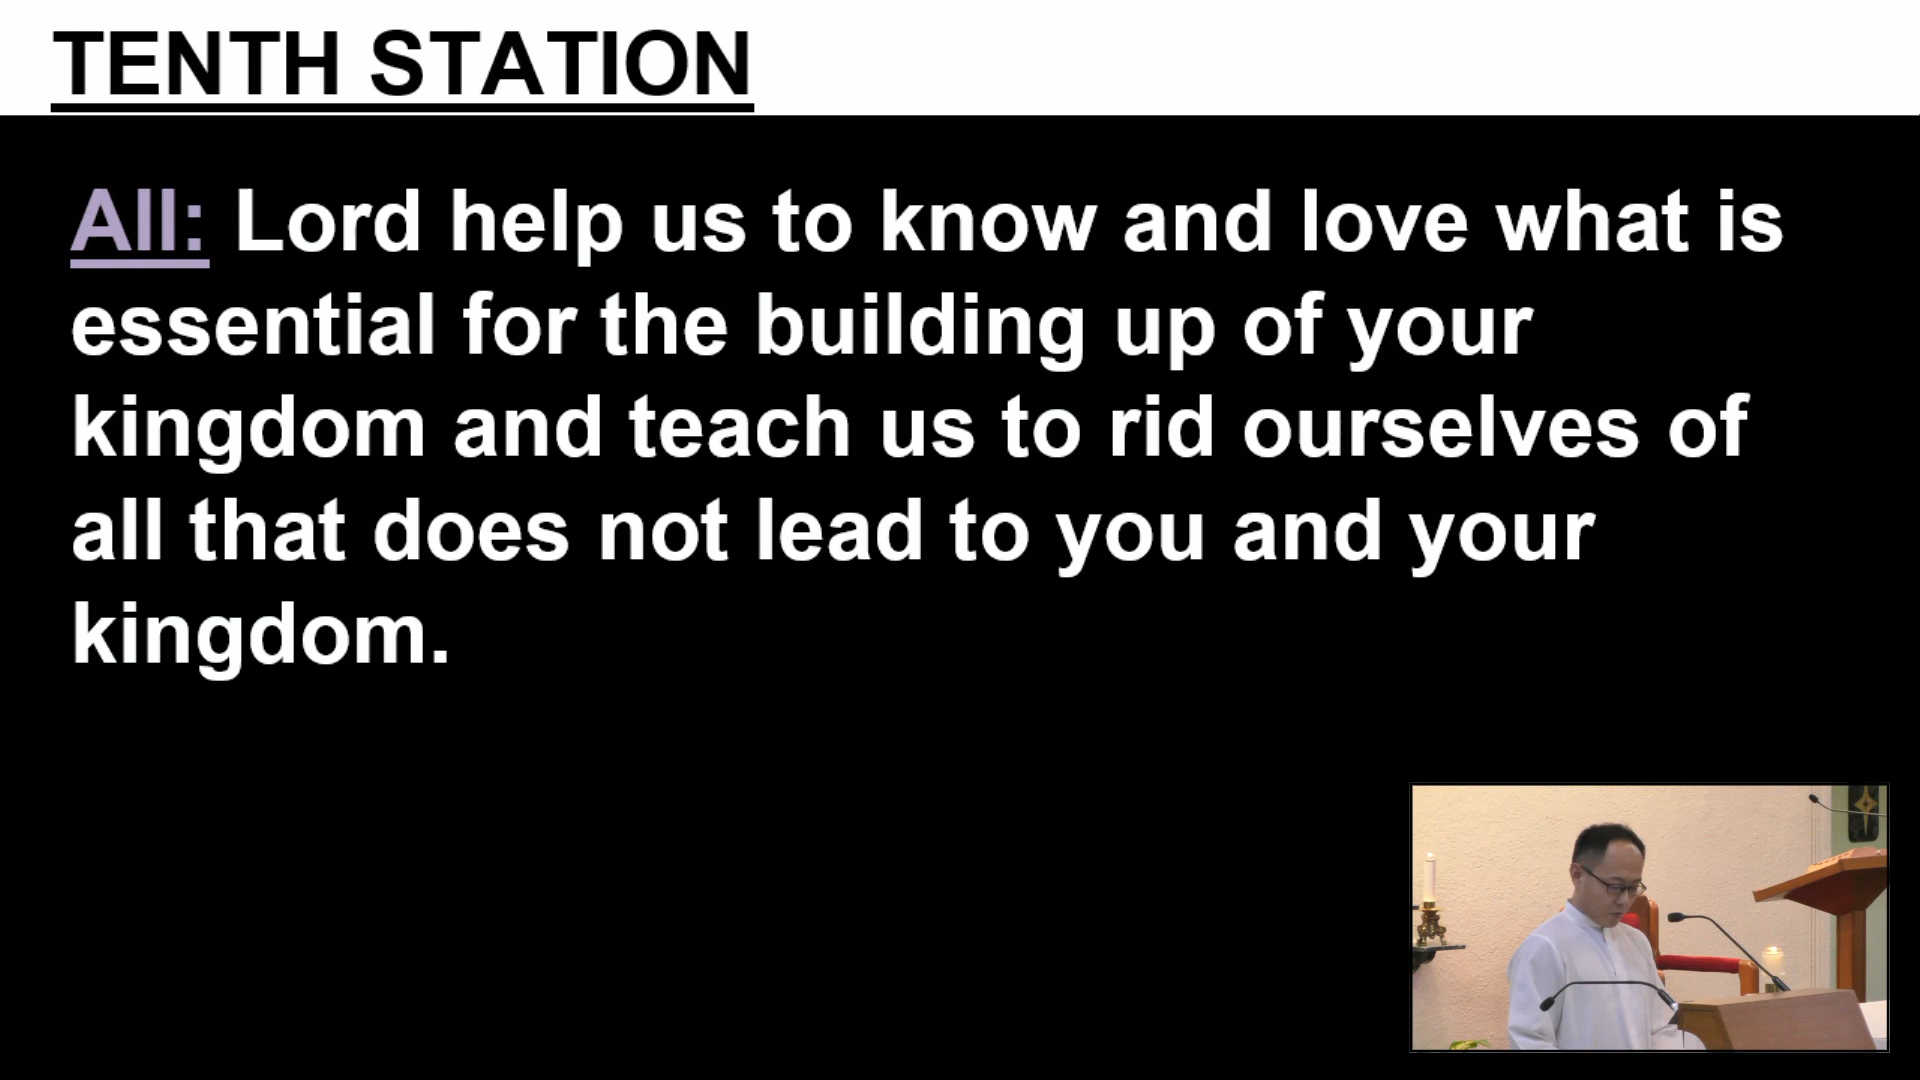 TENTH STATION
All: Lord help us to know and love what is
essential for the building up of your
kingdom and teach us to rid ourselves of
all that does not lead to you and your
kingdom.